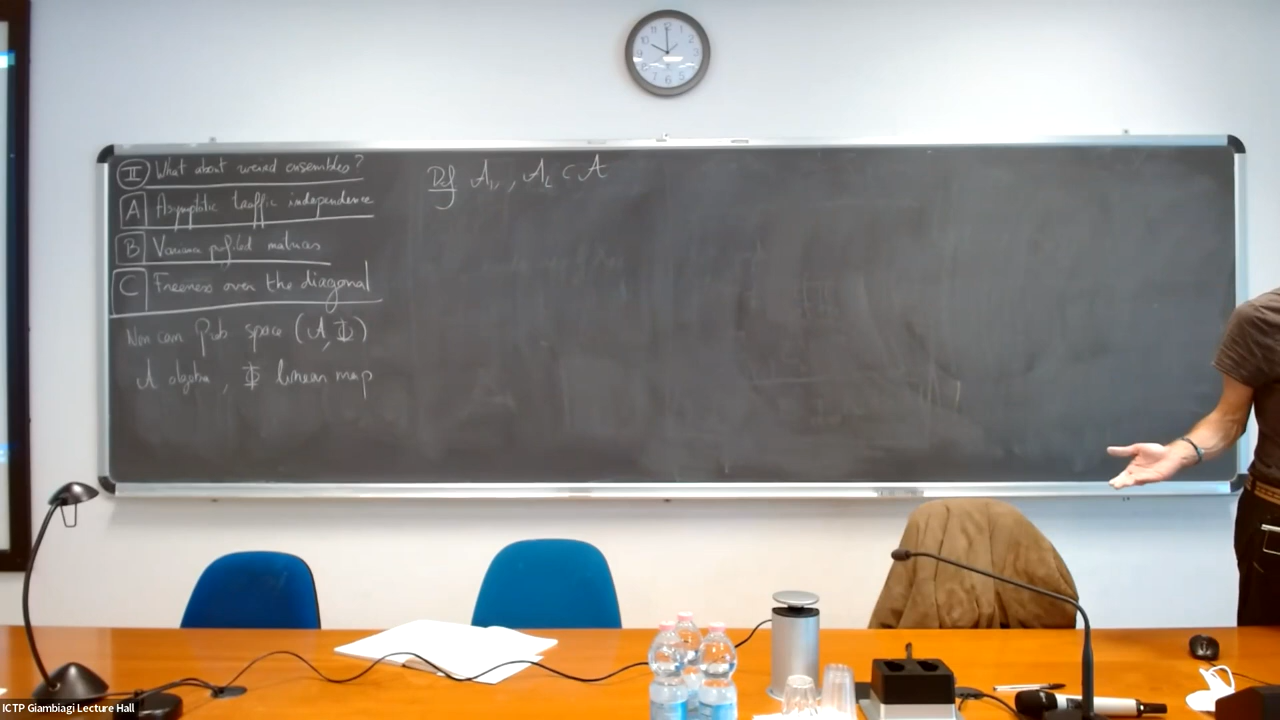 II What about weird ensembles?
A Asymptotic traffic independence
B Variance profiled matrices
C Freeness over the diagonal
Non com Prob space (𝒜, Φ)
𝒜 algebra, Φ linear map
Def 𝒜₁, .., 𝒜_L ⊂ 𝒜
ICTP Giambiagi Lecture Hall